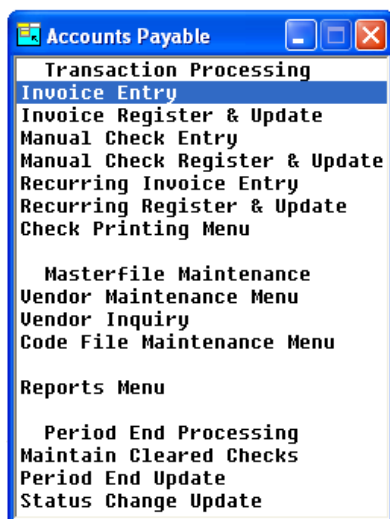 Accounts Payable
Transaction Processing
Invoice Entry
Invoice Register & Update
Manual Check Entry
Manual Check Register & Update
Recurring Invoice Entry
Recurring Register & Update
Check Printing Menu
Masterfile Maintenance
Vendor Maintenance Menu
Vendor Inquiry
Code File Maintenance Menu
Reports Menu
Period End Processing
Maintain Cleared Checks
Period End Update
Status Change Update